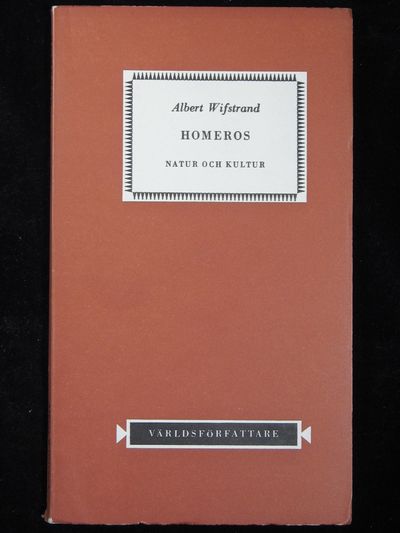 Albert Wifstrand
HOMEROS
NATUR OCH KULTUR
VÄRLDSFÖRFATTARE